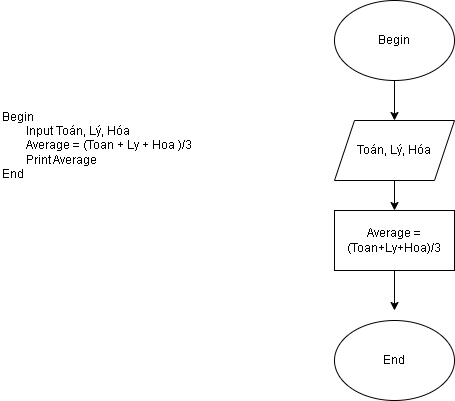 Begin
Input Toán, Lý, Hóa
Average = (Toan + Ly + Hoa )/3
Print Average
End
Begin
Toán, Lý, Hóa
Average =
(Toan+Ly+Hoa)/3
End